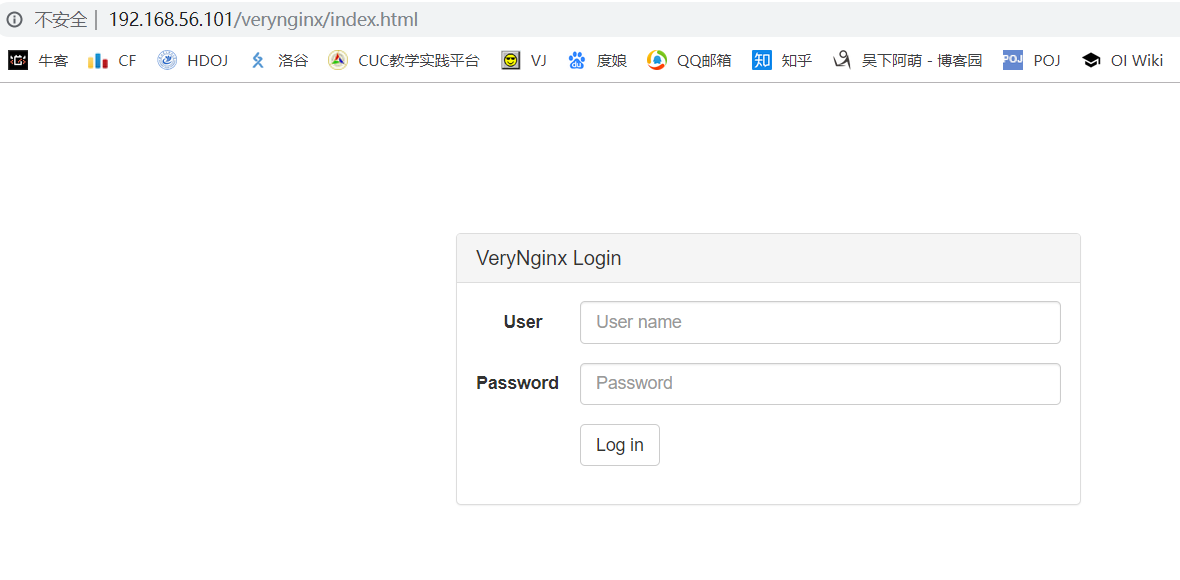 不安全 | 192.168.56.101/verynginx/index.html
牛客 CF HDOJ 洛谷 CUC教学实践平台 VJ 度娘 QQ邮箱 知 知乎 吴下阿萌 - 博客园 POJ POJ OI Wiki
VeryNginx Login
User User name
Password Password
Log in